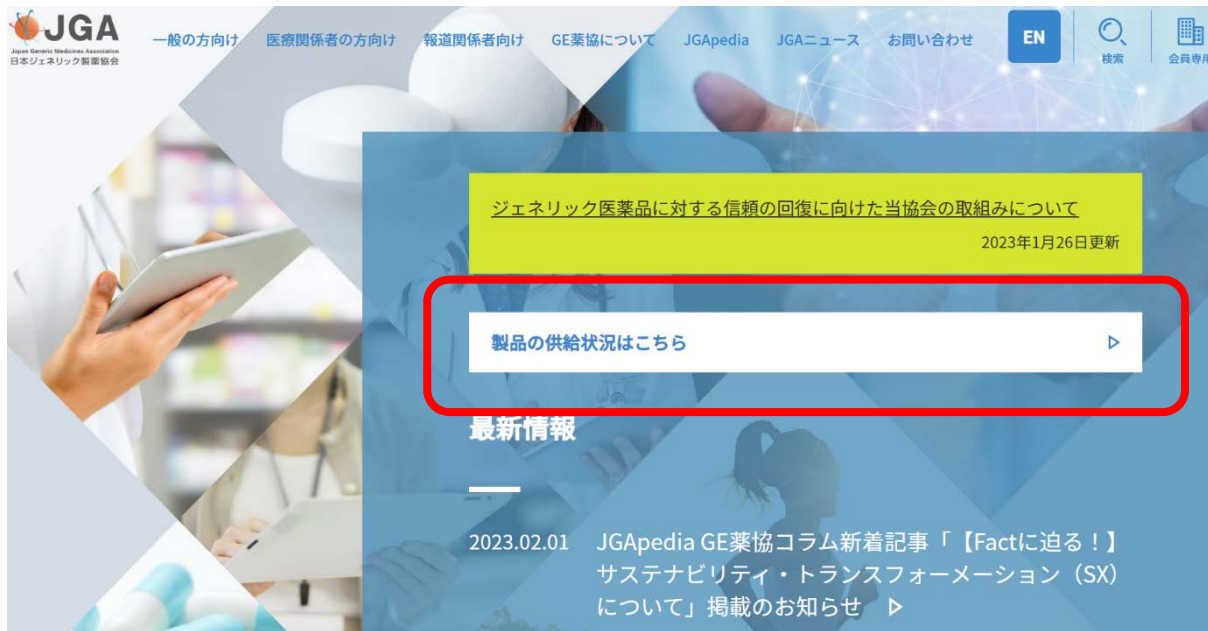 JGA
Japan Generic Medicines Association
日本ジェネリック製薬協会
一般の方向け 医療関係者の方向け 報道関係者向け GE薬協について JGApedia JGAニュース お問い合わせ EN 検索 会員専用
ジェネリック医薬品に対する信頼の回復に向けた当協会の取組みについて
2023年1月26日更新
製品の供給状況はこちら
最新情報
2023.02.01 JGApedia GE薬協コラム新着記事「【Factに迫る！】
サステナビリティ・トランスフォーメーション（SX）
について」掲載のお知らせ